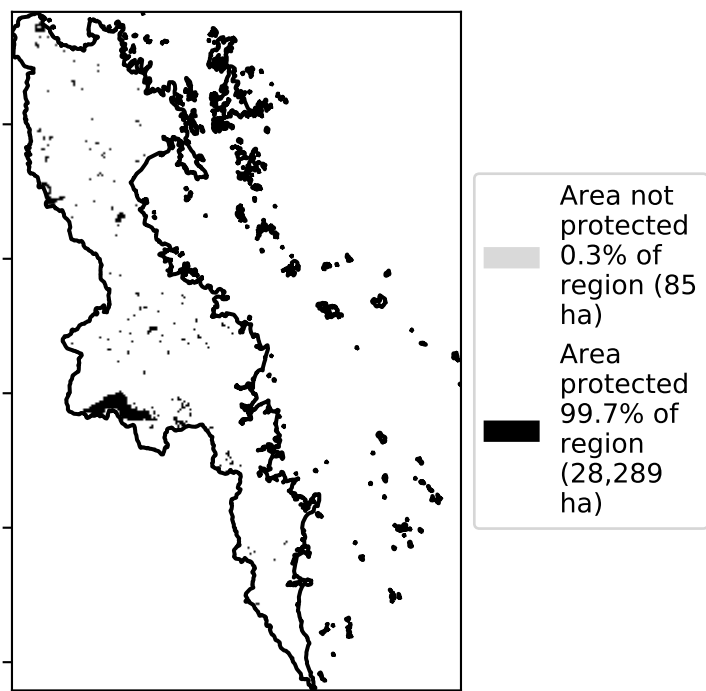 Area not
protected
0.3% of
region (85
ha)
Area
protected
99.7% of
region
(28,289
ha)